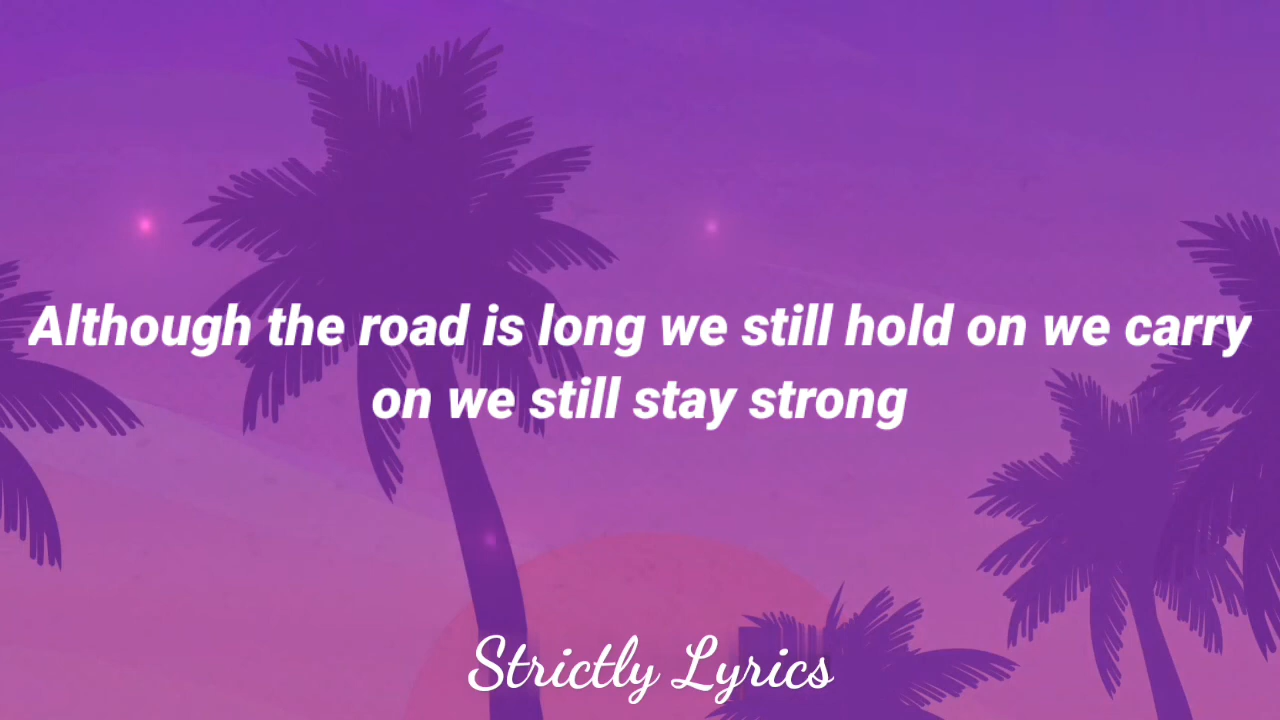 Although the road is long we still hold on we carry
on we still stay strong
Strictly Lyrics